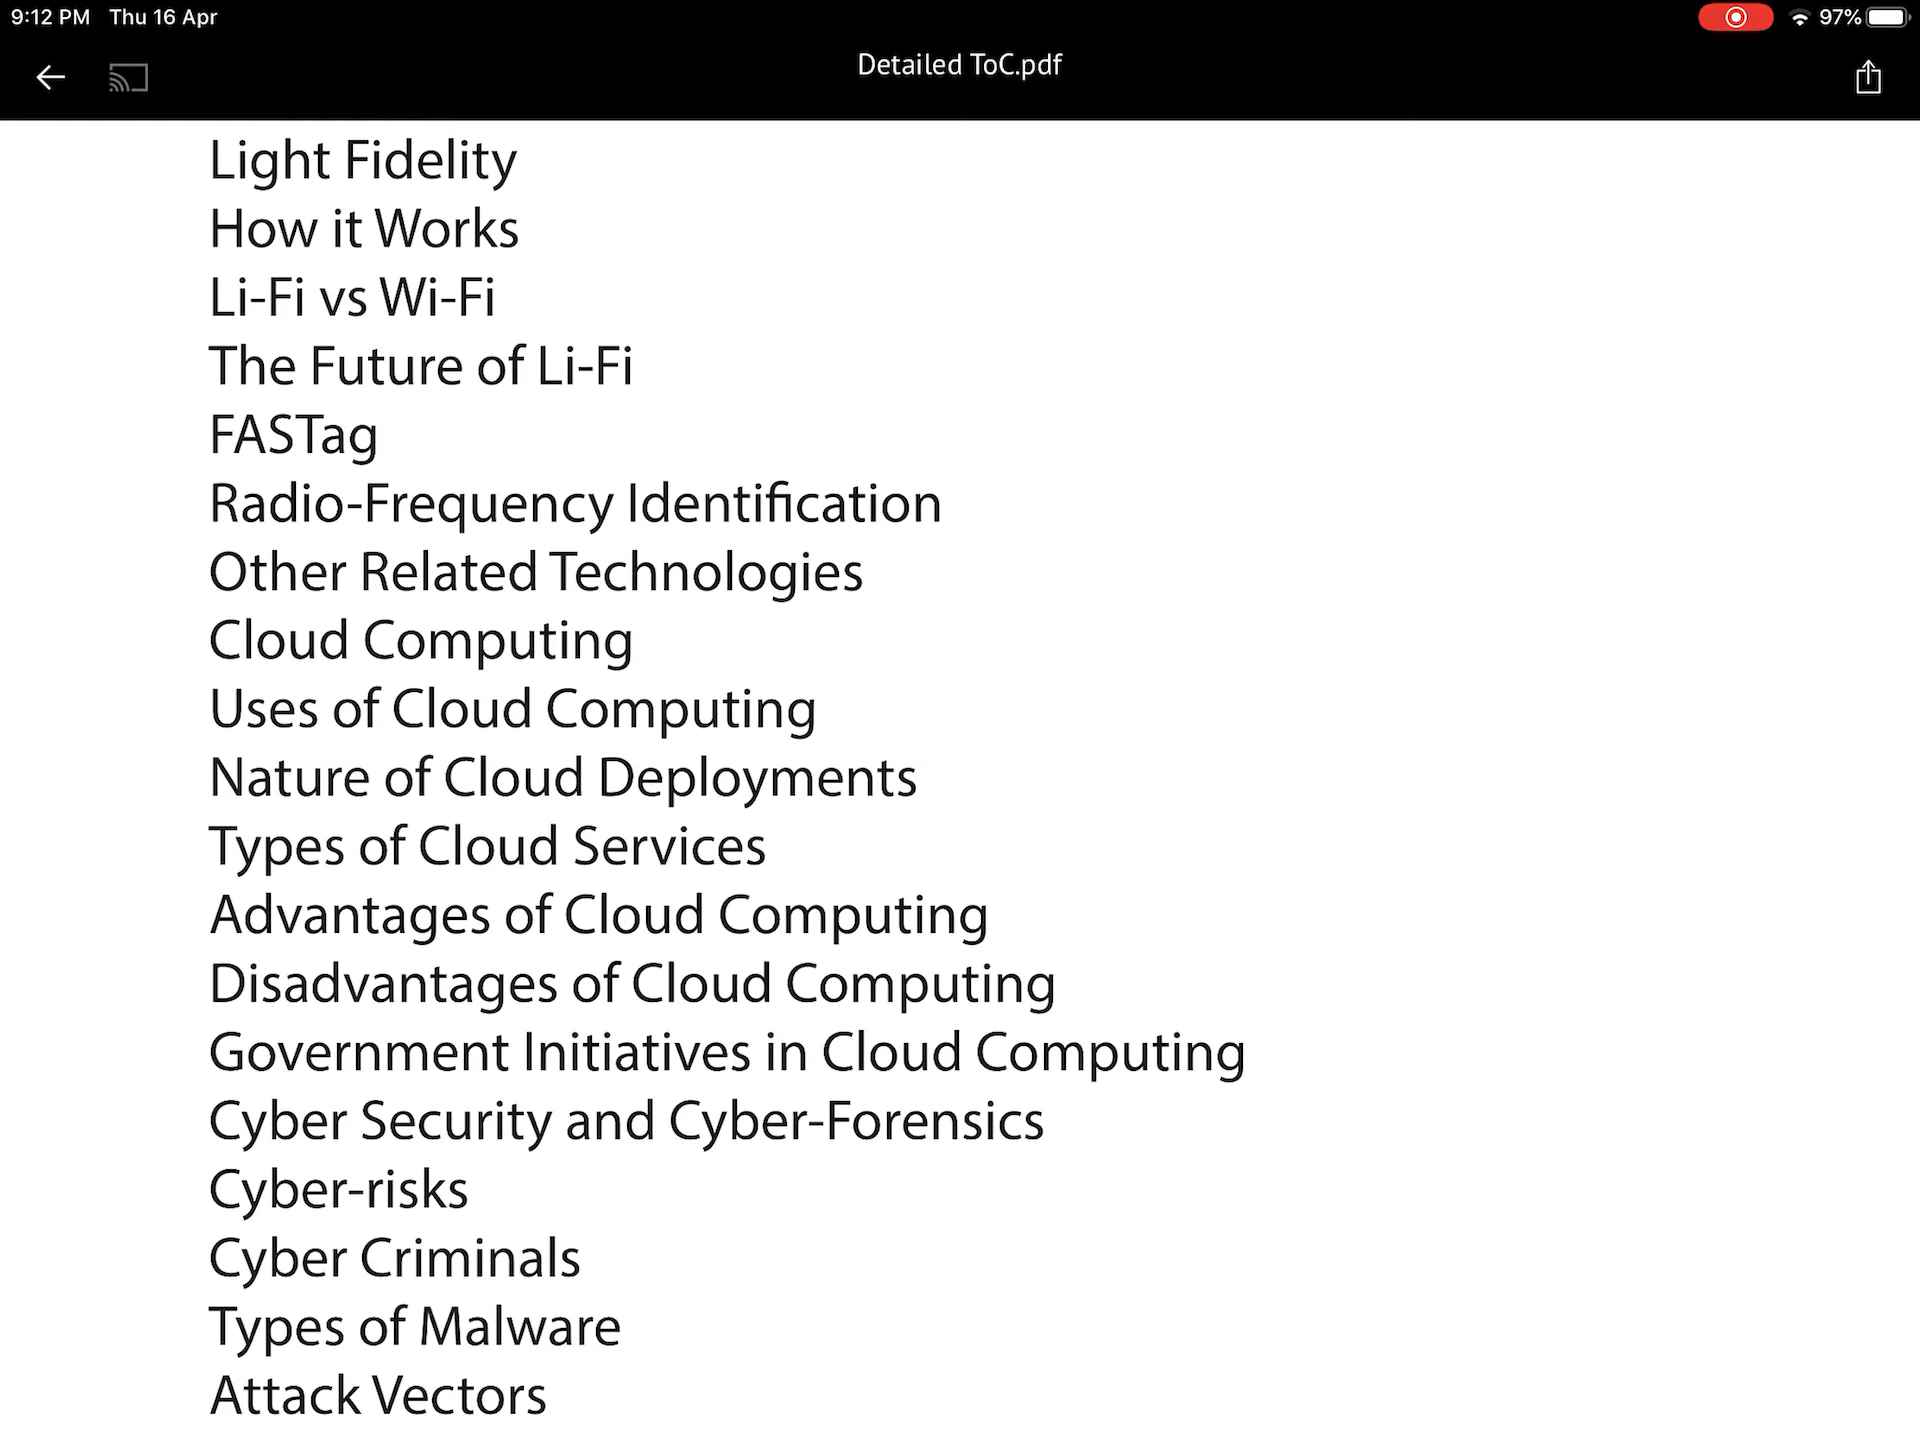 9:12 PM Thu 16 Apr
97%
Detailed ToC.pdf
Light Fidelity
How it Works
Li-Fi vs Wi-Fi
The Future of Li-Fi
FASTag
Radio-Frequency Identification
Other Related Technologies
Cloud Computing
Uses of Cloud Computing
Nature of Cloud Deployments
Types of Cloud Services
Advantages of Cloud Computing
Disadvantages of Cloud Computing
Government Initiatives in Cloud Computing
Cyber Security and Cyber-Forensics
Cyber-risks
Cyber Criminals
Types of Malware
Attack Vectors